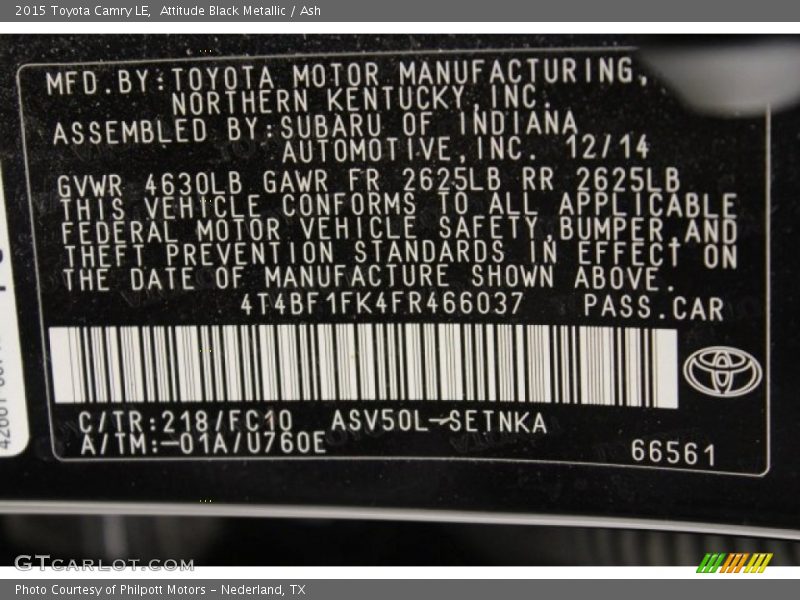 2015 Toyota Camry LE, Attitude Black Metallic / Ash
MFD.BY:TOYOTA MOTOR MANUFACTURING,
NORTHERN KENTUCKY,INC.
ASSEMBLED BY:SUBARU OF INDIANA
AUTOMOTIVE,INC. 12/14
GVWR 4630LB GAWR FR 2625LB RR 2625LB
THIS VEHICLE CONFORMS TO ALL APPLICABLE
FEDERAL MOTOR VEHICLE SAFETY,BUMPER,AND
THEFT PREVENTION STANDARDS IN EFFECT ON
THE DATE OF MANUFACTURE SHOWN ABOVE.
4T4BF1FK4FR466037 PASS.CAR
C/TR:218/FC10 ASV50L-SETNKA
A/TM:-01A/U760E
66561
GTCARLOT.COM
Photo Courtesy of Philpott Motors - Nederland, TX